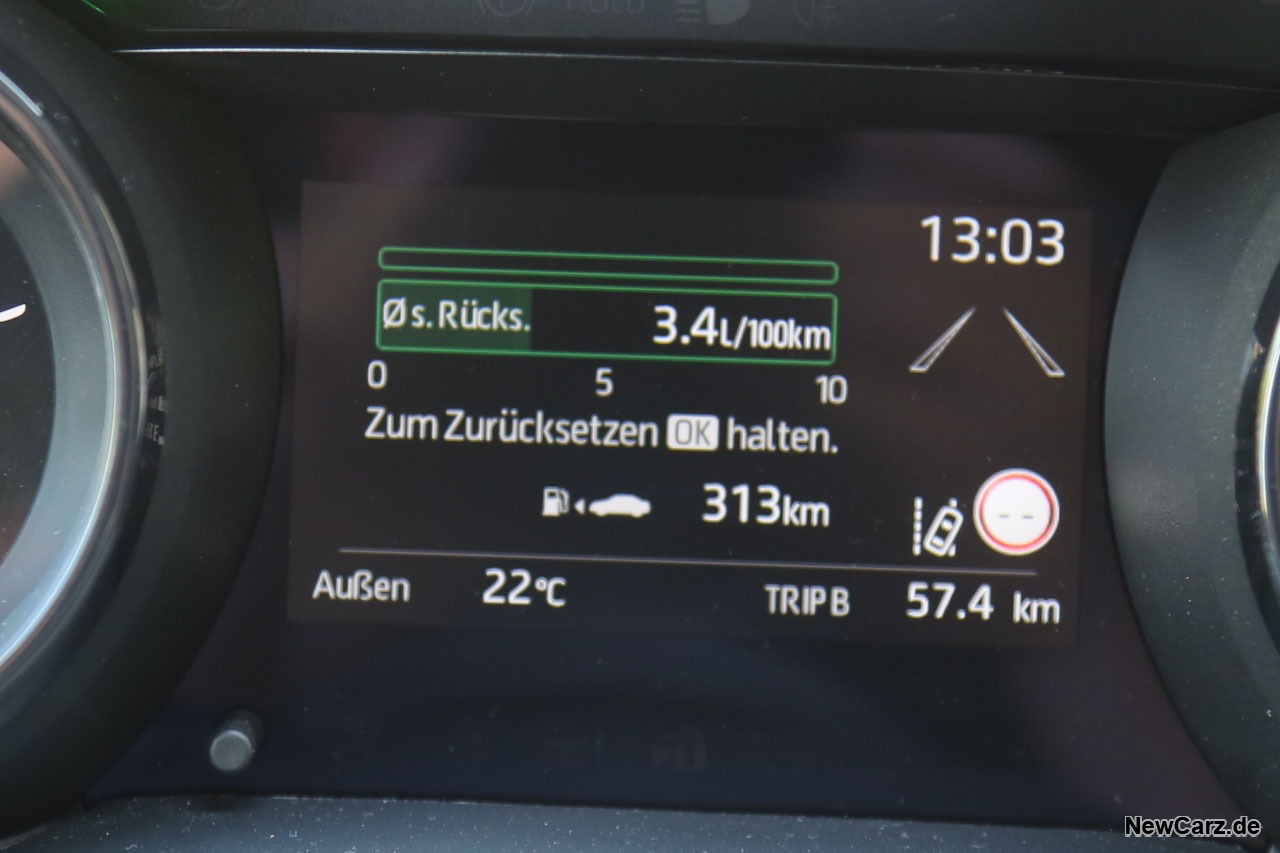 13:03
Ø s. Rücks. 3.4L/100km
0 5 10
Zum Zurücksetzen OK halten.
313km
--
Außen 22°C TRIP B 57.4 km
NewCarz.de